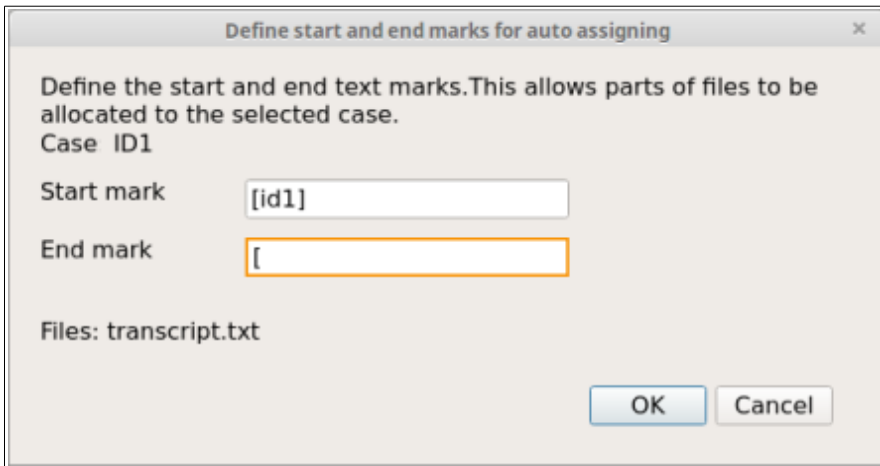 Define start and end marks for auto assigning
Define the start and end text marks.This allows parts of files to be
allocated to the selected case.
Case ID1
Start mark [id1]
End mark [
Files: transcript.txt
OK Cancel